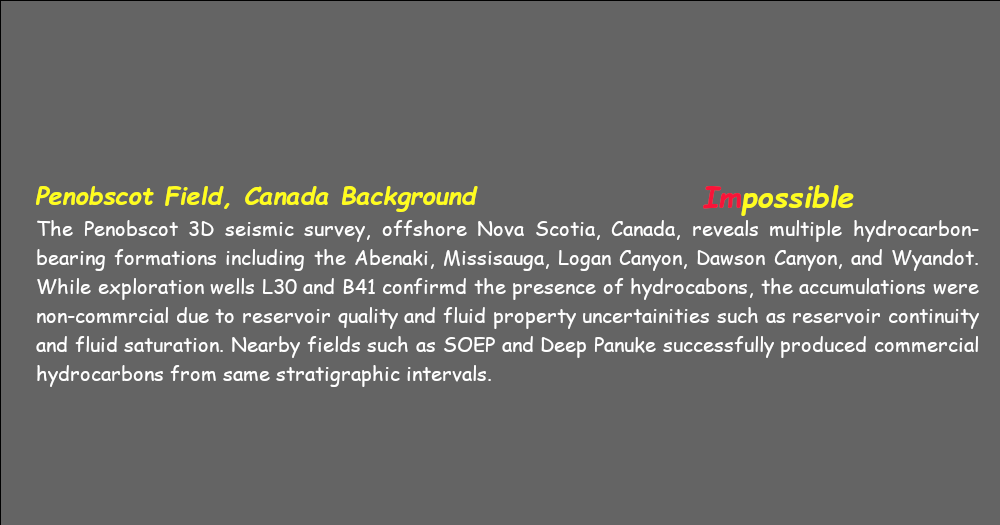 Penobscot Field, Canada Background
Impossible
The Penobscot 3D seismic survey, offshore Nova Scotia, Canada, reveals multiple hydrocarbon-
bearing formations including the Abenaki, Missisauga, Logan Canyon, Dawson Canyon, and Wyandot.
While exploration wells L30 and B41 confirmd the presence of hydrocabons, the accumulations were
non-commrcial due to reservoir quality and fluid property uncertainities such as reservoir continuity
and fluid saturation. Nearby fields such as SOEP and Deep Panuke successfully produced commercial
hydrocarbons from same stratigraphic intervals.